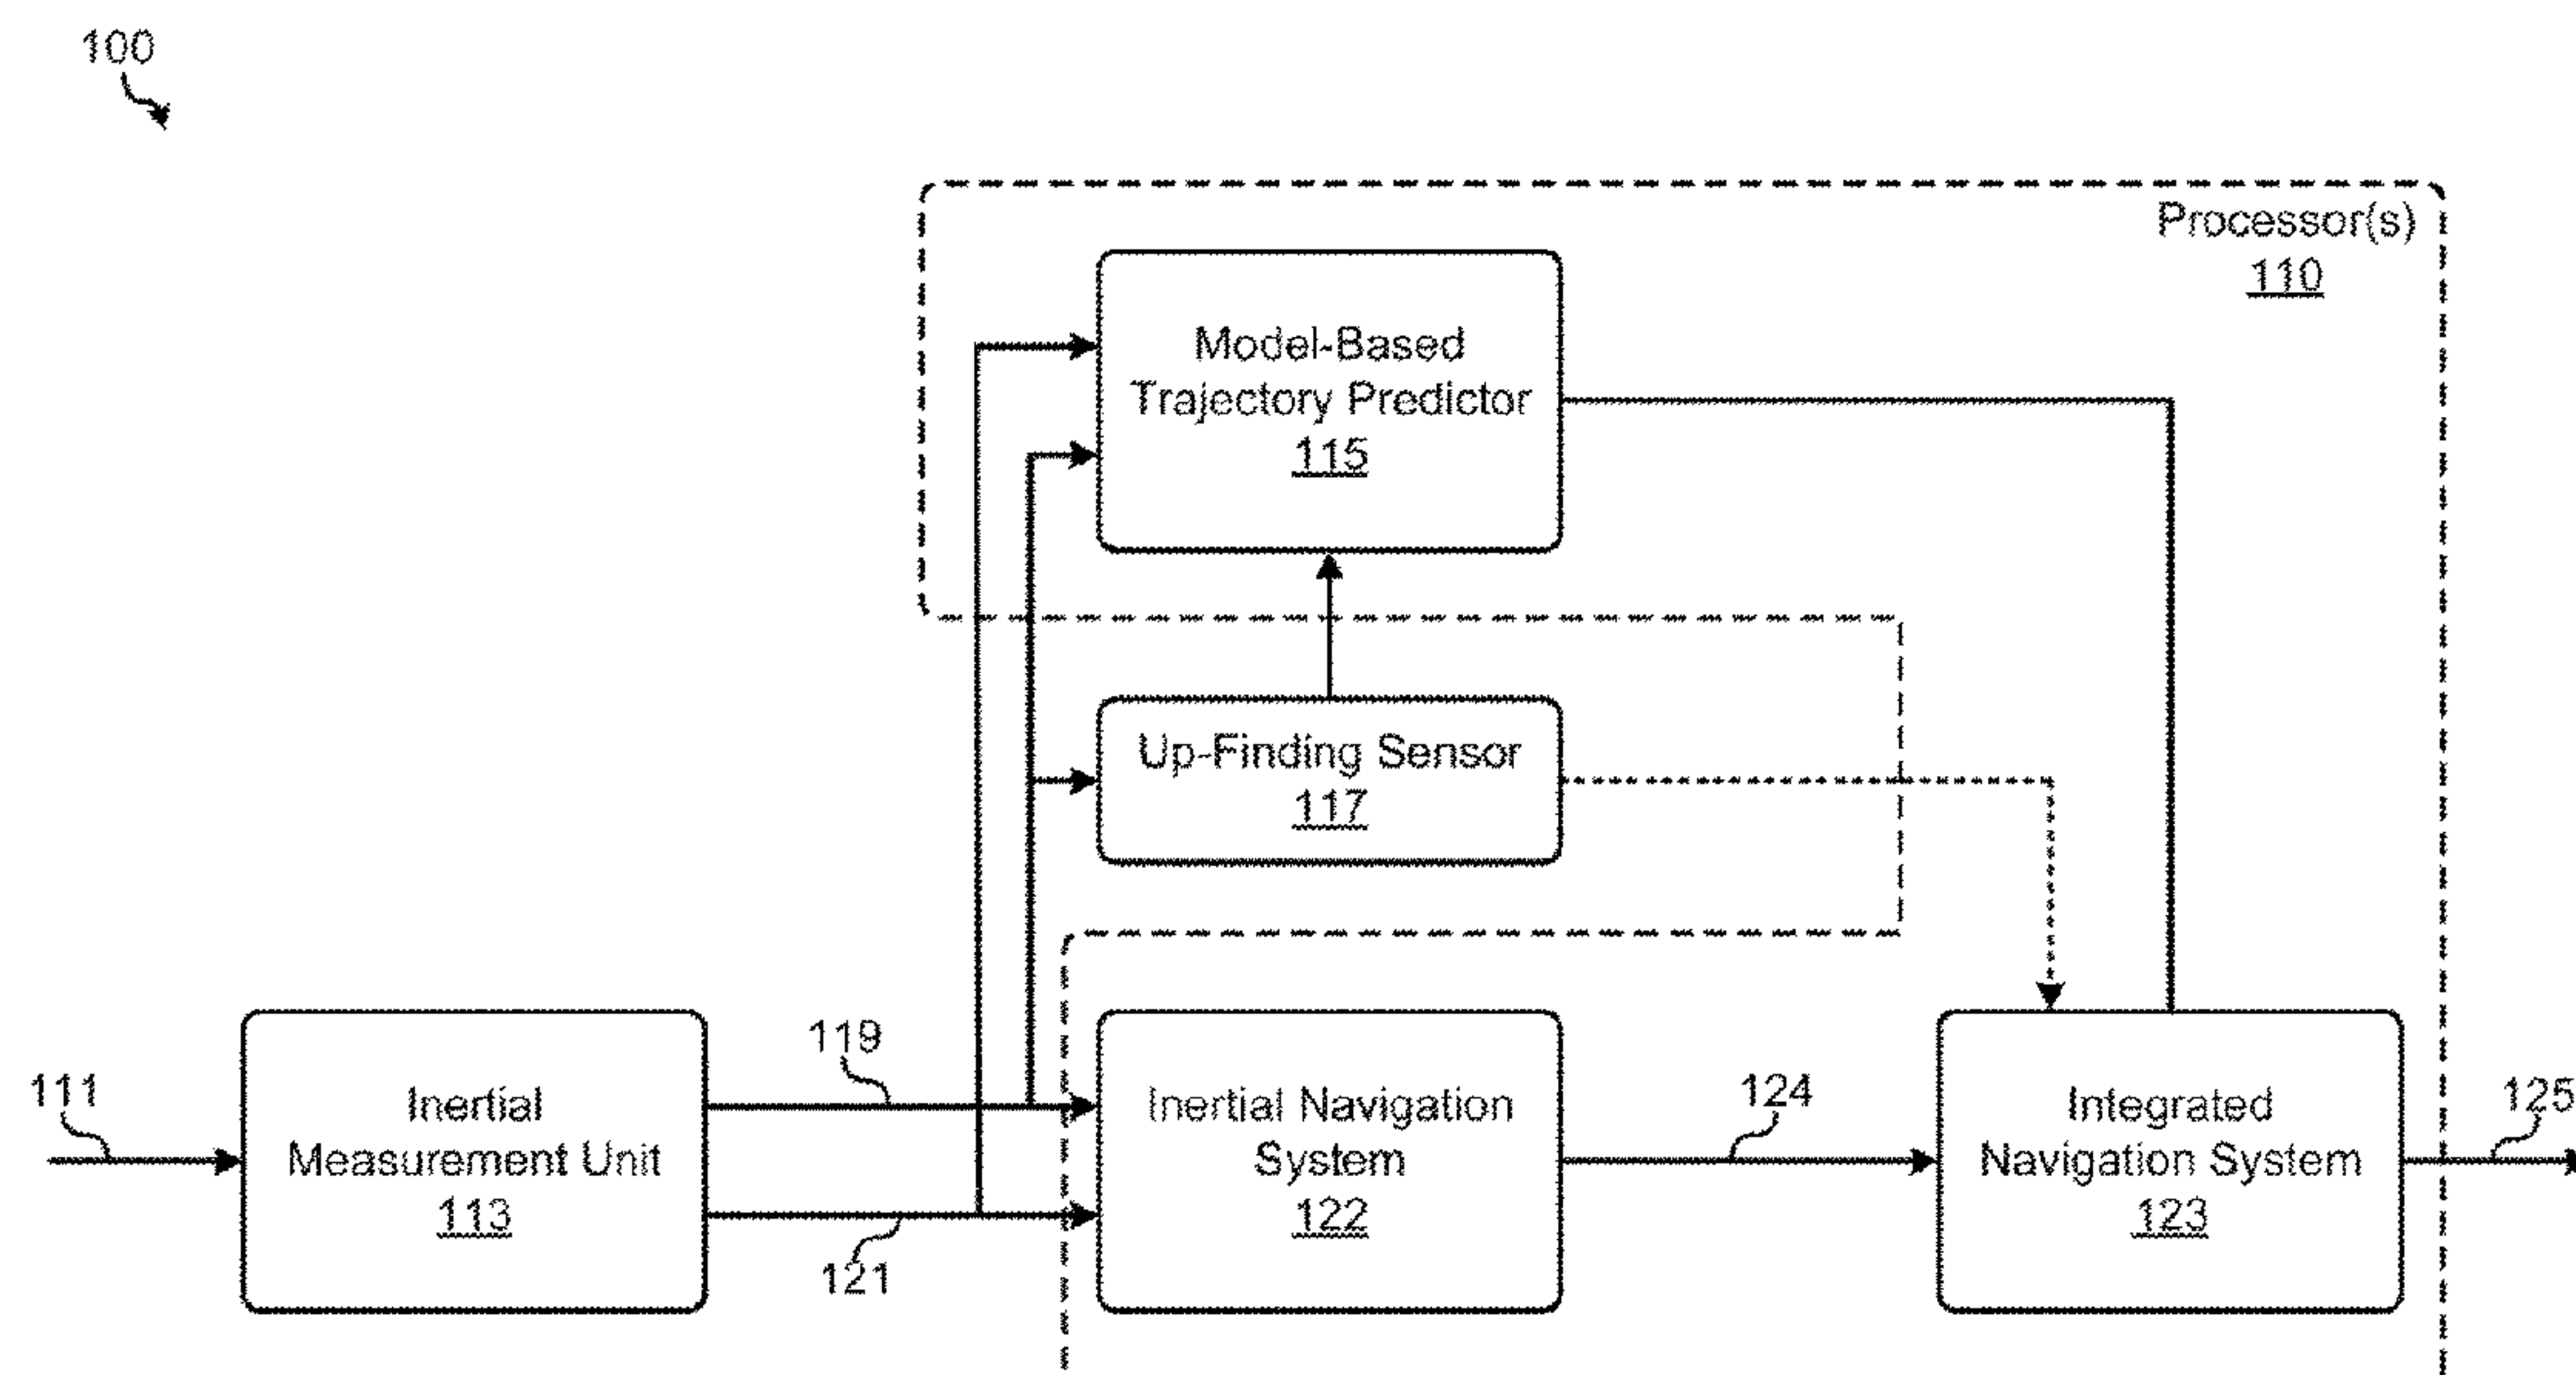 100
Processor(s)
110
Model-Based
Trajectory Predictor
115
Up-Finding Sensor
117
119
111
Inertial
Measurement Unit
113
121
Inertial Navigation
System
122
124
Integrated
Navigation System
123
125